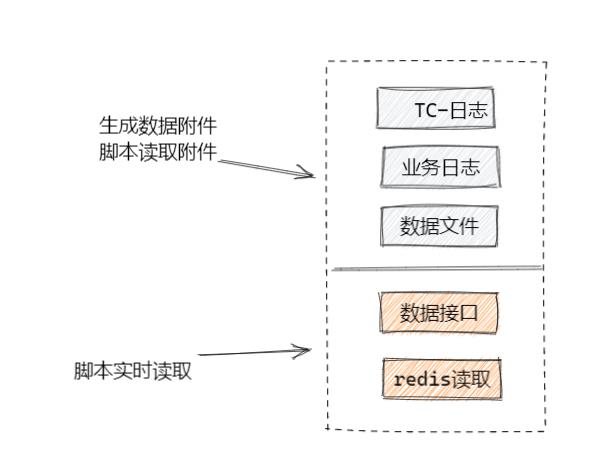 TC-日志
生成数据附件
脚本读取附件
业务日志
数据文件
数据接口
脚本实时读取
redis读取